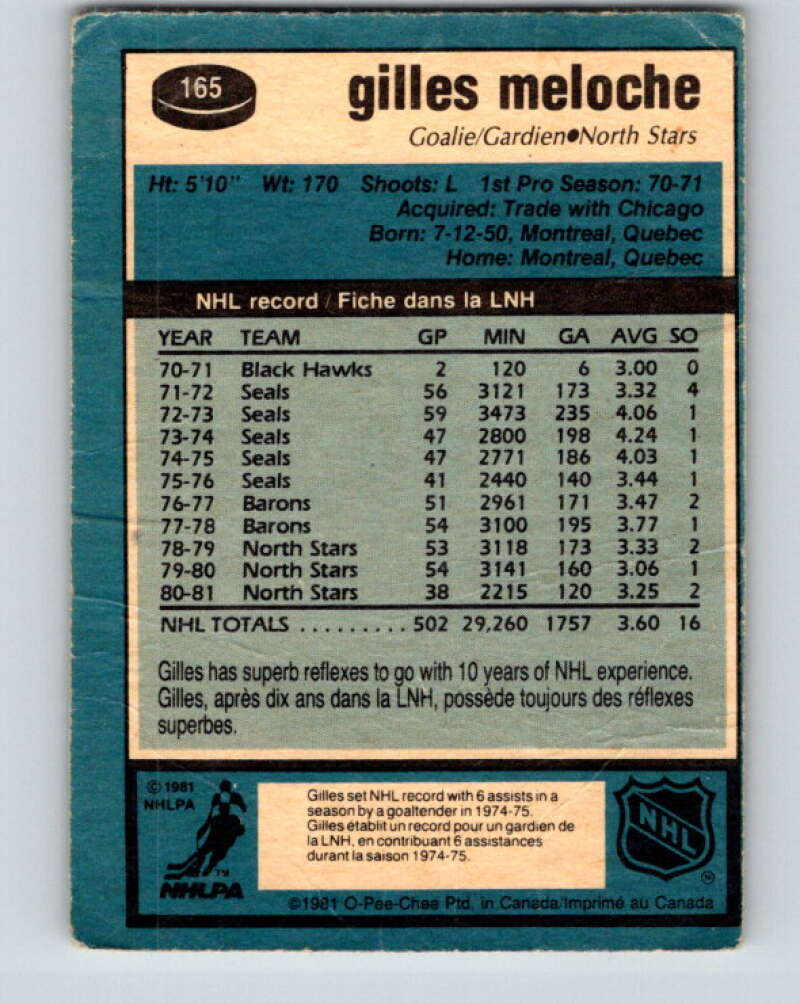 165
gilles meloche
Goalie/Gardien●North Stars
Ht: 5'10" Wt: 170 Shoots: L 1st Pro Season: 70-71
Acquired: Trade with Chicago
Born: 7-12-50, Montreal, Quebec
Home: Montreal, Quebec
NHL record / Fiche dans la LNH
YEAR TEAM GP MIN GA AVG SO
70-71 Black Hawks 2 120 6 3.00 0
71-72 Seals 56 3121 173 3.32 4
72-73 Seals 59 3473 235 4.06 1
73-74 Seals 47 2800 198 4.24 1
74-75 Seals 47 2771 186 4.03 1
75-76 Seals 41 2440 140 3.44 1
76-77 Barons 51 2961 171 3.47 2
77-78 Barons 54 3100 195 3.77 1
78-79 North Stars 53 3118 173 3.33 2
79-80 North Stars 54 3141 160 3.06 1
80-81 North Stars 38 2215 120 3.25 2
NHL TOTALS ......... 502 29,260 1757 3.60 16
Gilles has superb reflexes to go with 10 years of NHL experience.
Gilles, après dix ans dans la LNH, possède toujours des réflexes
superbes.
©1981
NHLPA
TM
NHLPA
Gilles set NHL record with 6 assists in a
season by a goaltender in 1974-75.
Gilles établit un record pour un gardien de
la LNH, en contribuant 6 assistances
durant la saison 1974-75.
NHL
©1981 O-Pee-Chee Ptd. in Canada/Imprimé au Canada